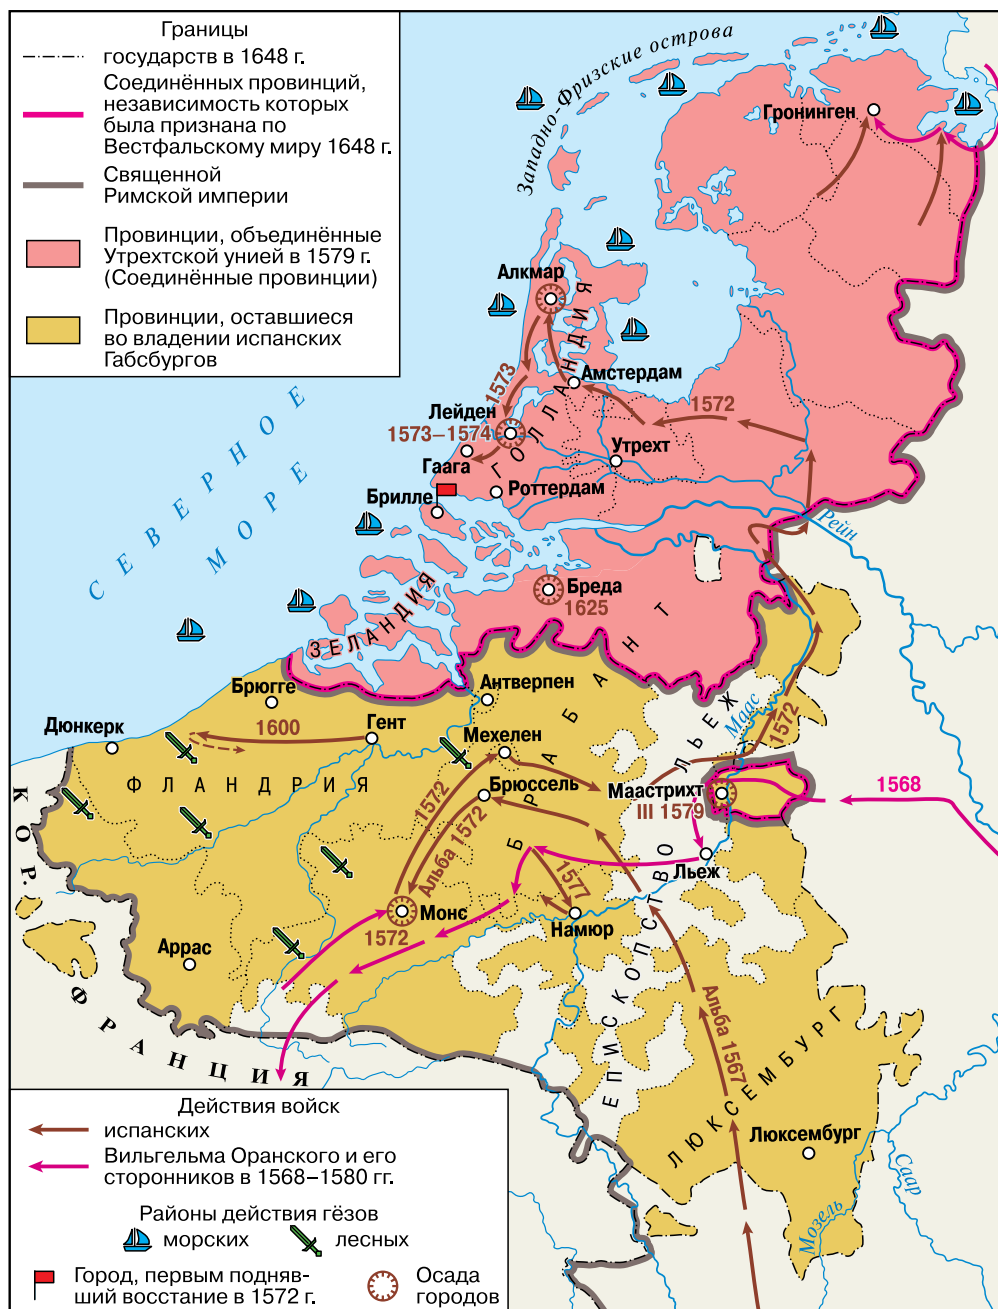 Границы
государств в 1648 г.
Соединённых провинций,
независимость которых
была признана по
Вестфальскому миру 1648 г.
Священной
Римской империи
Провинции, объединённые
Утрехтской унией в 1579 г.
(Соединённые провинции)
Провинции, оставшиеся
во владении испанских
Габсбургов
Западно-Фризские острова
Гронинген
СЕВЕРНОЕ
МОРЕ
Алкмар
ГОЛЛАНДИЯ
Амстердам
1573
1572
Лейден
1573–1574
Гаага
Утрехт
Роттердам
Брилле
Рейн
Бреда
1625
ЗЕЛАНДИЯ
БРАБАНТ
Антверпен
Брюгге
Дюнкерк
1600
Гент
Мехелен
Маас
1572
ФЛАНДРИЯ
Брюссель
Маастрихт
III 1579
1568
1572
Альба 1572
Льеж
ЕПИСКОПСТВО ЛЬЕЖ
1577
Монс
1572
Намюр
Аррас
КОР.
ФРАНЦИЯ
Альба 1567
ЛЮКСЕМБУРГ
Люксембург
Саар
Мозель
Действия войск
испанских
Вильгельма Оранского и его
сторонников в 1568–1580 гг.
Районы действия гёзов
морских
лесных
Город, первым подняв-
ший восстание в 1572 г.
Осада
городов